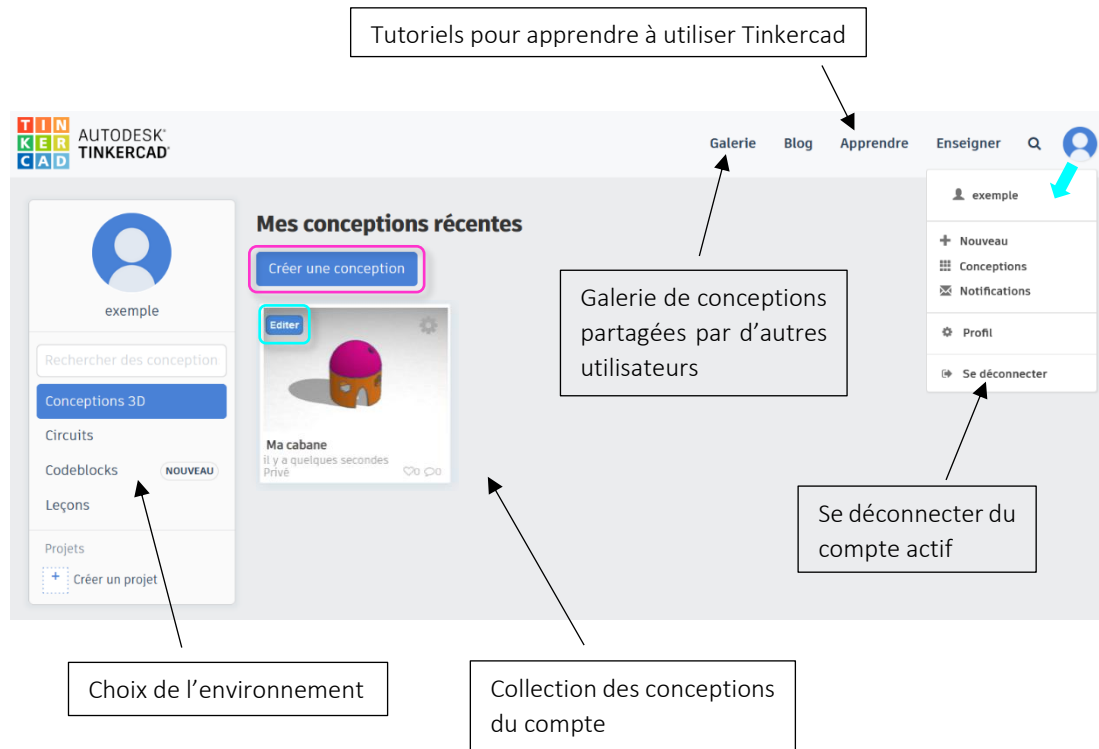 Tutoriels pour apprendre à utiliser Tinkercad
TIN
KER
CAD
AUTODESK®
TINKERCAD®
Galerie
Blog
Apprendre
Enseigner
exemple
Nouveau
Conceptions
Notifications
Profil
Se déconnecter
exemple
Rechercher des conception
Conceptions 3D
Circuits
Codeblocks NOUVEAU
Leçons
Projets
+ Créer un projet
Mes conceptions récentes
Créer une conception
Editer
Ma cabane
il y a quelques secondes
Privé 0 0
Galerie de conceptions
partagées par d’autres
utilisateurs
Se déconnecter du
compte actif
Choix de l’environnement
Collection des conceptions
du compte